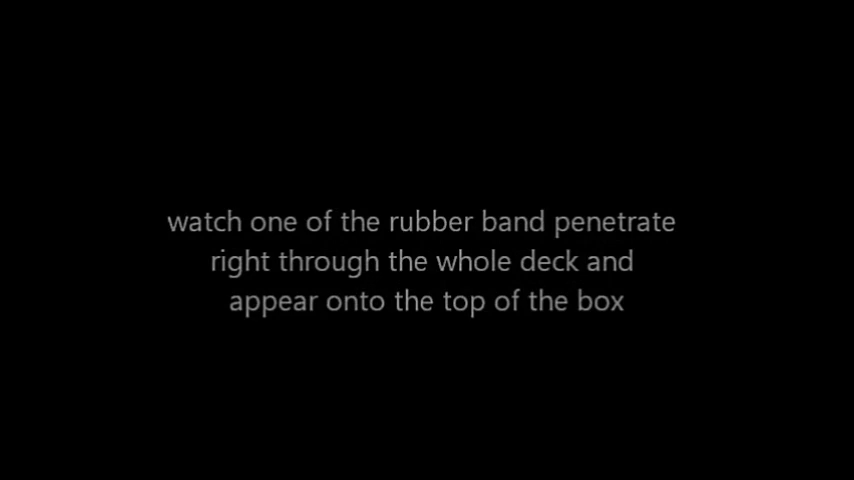 watch one of the rubber band penetrate
right through the whole deck and
appear onto the top of the box